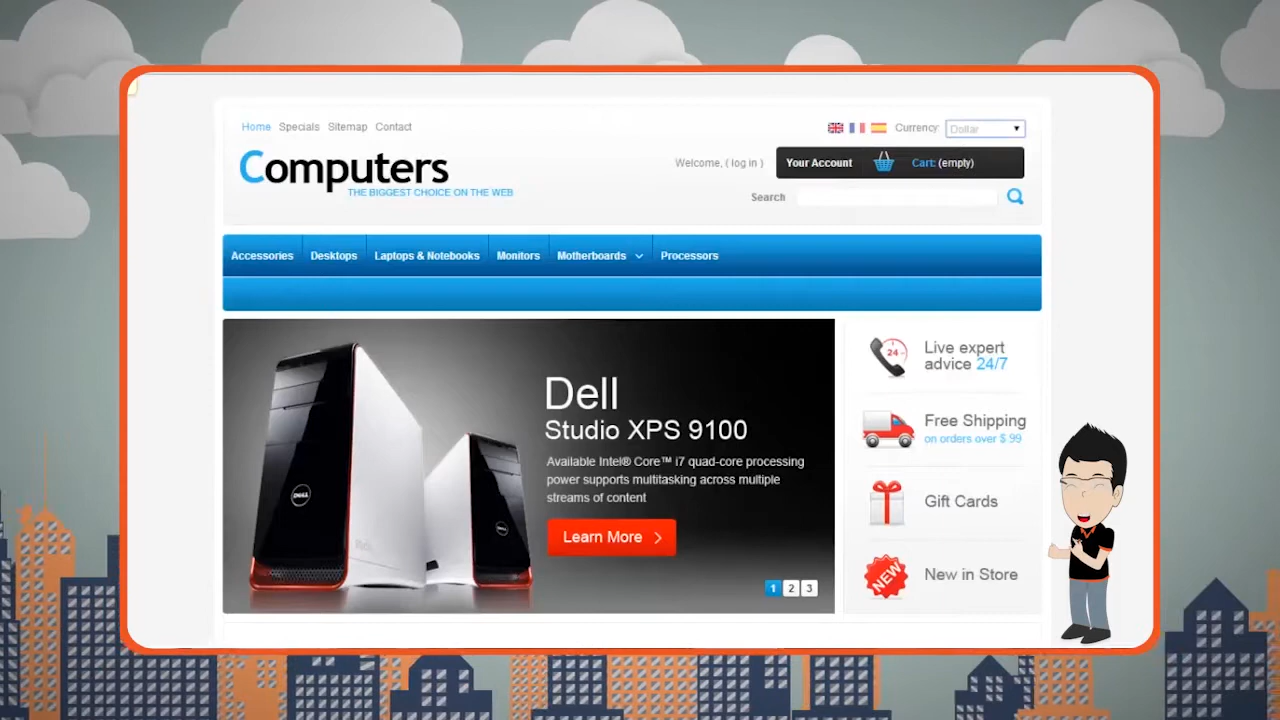 Home Specials Sitemap Contact
Currency: Dollar
Computers
THE BIGGEST CHOICE ON THE WEB
Welcome, ( log in )
Your Account
Cart: (empty)
Search
Accessories Desktops Laptops & Notebooks Monitors Motherboards Processors
Dell
Studio XPS 9100
Available Intel® Core™ i7 quad-core processing
power supports multitasking across multiple
streams of content
Learn More
1 2 3
DELL
DELL
24
Live expert
advice 24/7
Free Shipping
on orders over $ 99
Gift Cards
NEW
New in Store